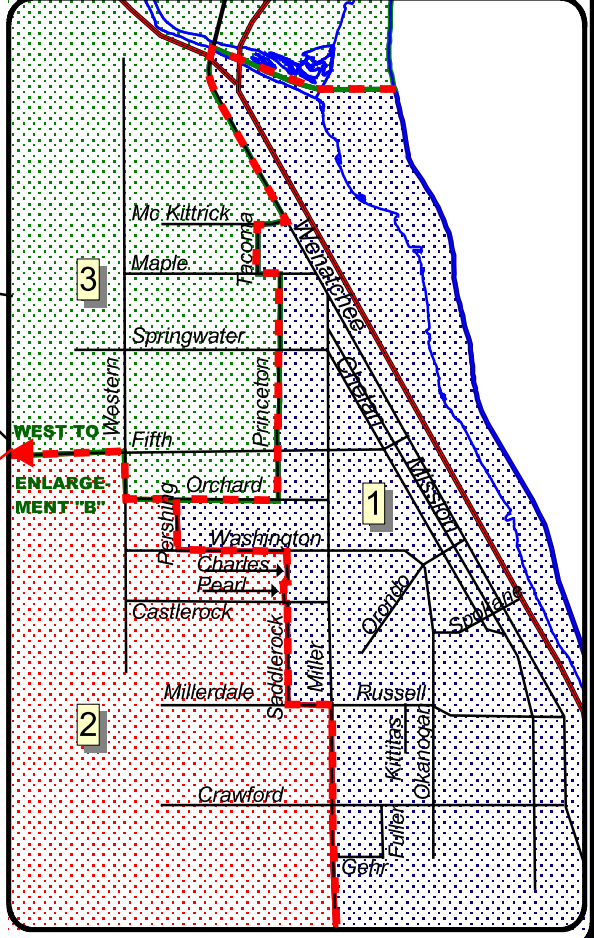 Mc Kittrick
Tacoma
Wenatchee
Maple
3
Springwater
Chelan
Western
Princeton
WEST TO
ENLARGE-
MENT "B"
Fifth
Mission
Orchard
1
Pershing
Washington
Charles
Pearl
Castlerock
Orondo
Spokane
Saddlerock
Miller
Millerdale
Russell
2
Kittitas
Okanogan
Crawford
Fuller
Gehr